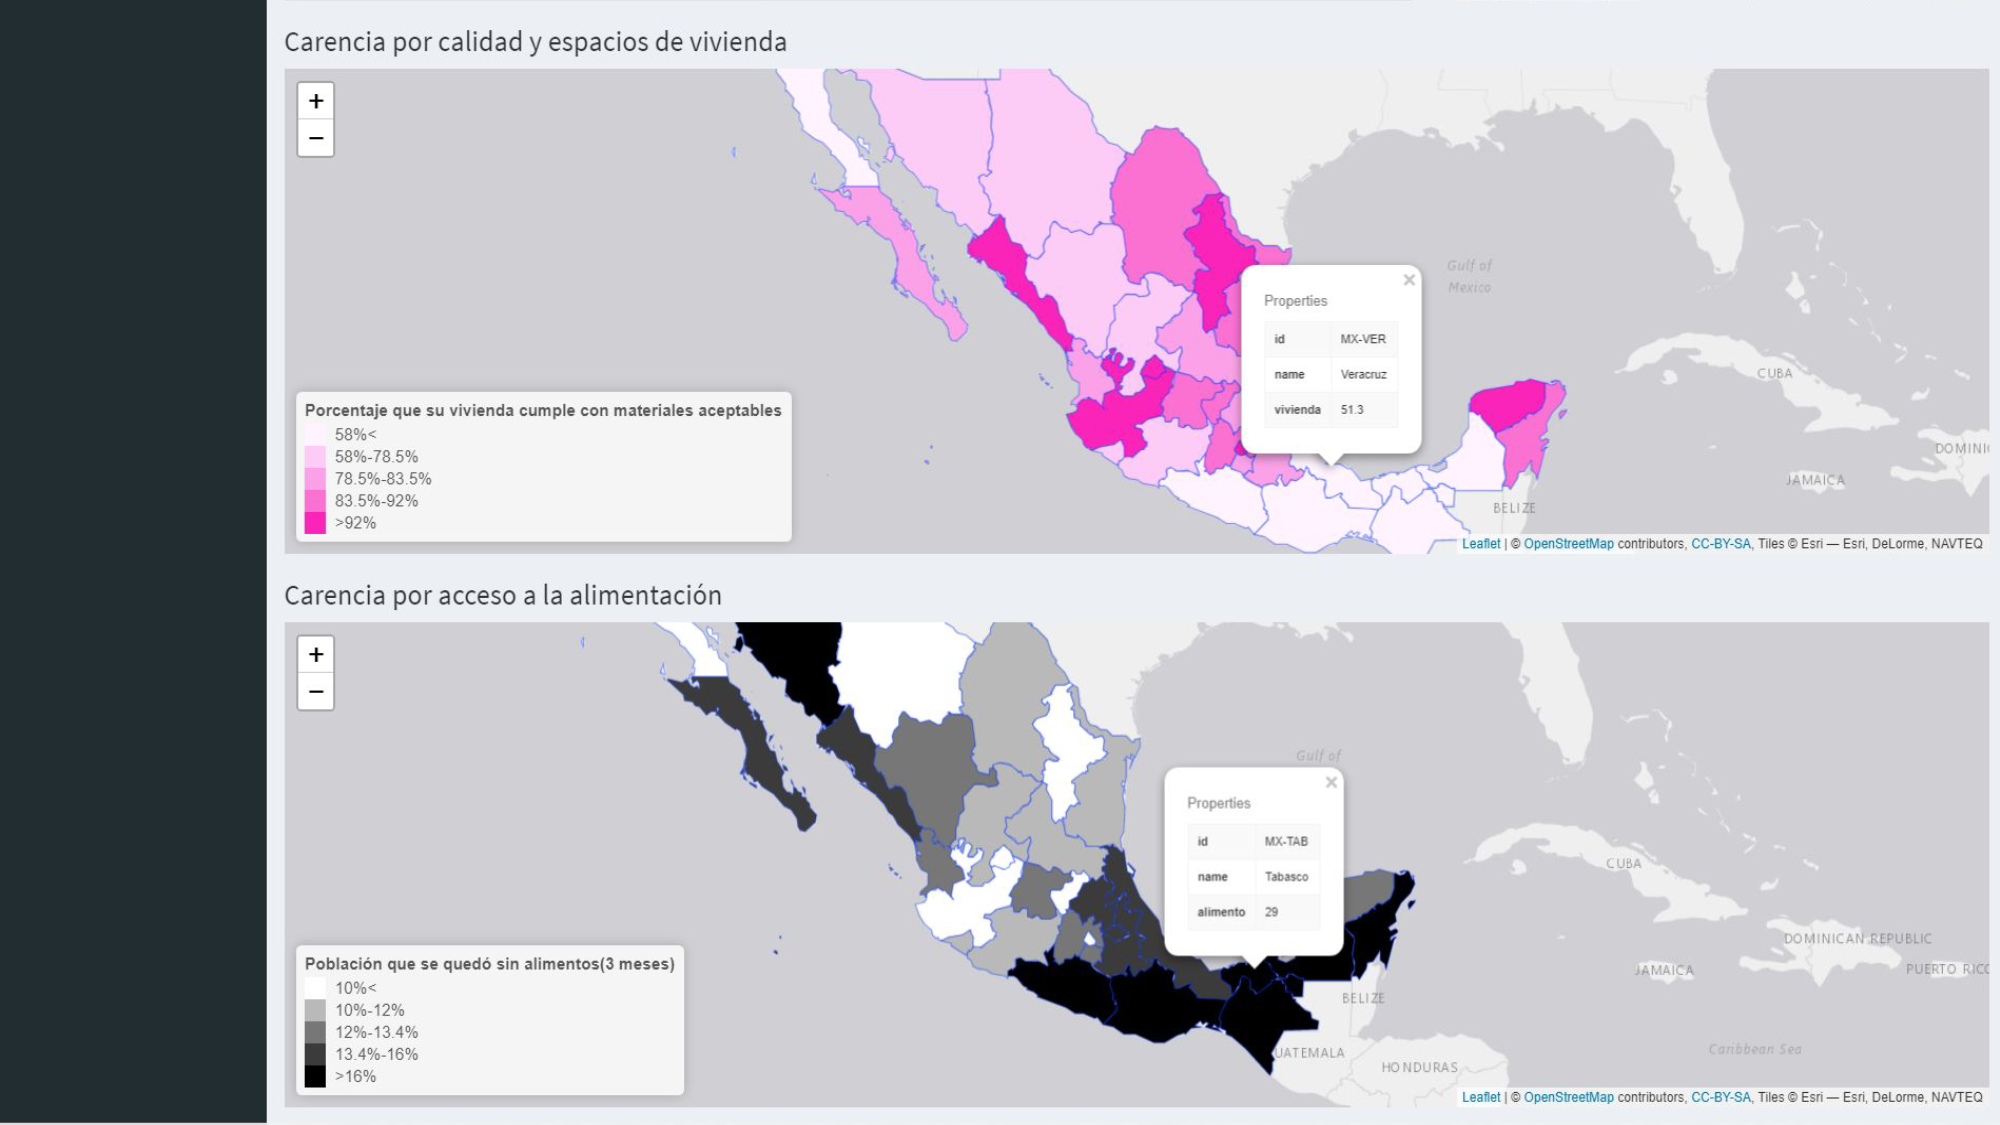 Carencia por calidad y espacios de vivienda
+
−
Gulf of
Mexico
×
Properties
id MX-VER
name Veracruz
vivienda 51.3
CUBA
DOMINI
JAMAICA
BELIZE
Porcentaje que su vivienda cumple con materiales aceptables
58%<
58%-78.5%
78.5%-83.5%
83.5%-92%
>92%
Leaflet | © OpenStreetMap contributors, CC-BY-SA, Tiles © Esri — Esri, DeLorme, NAVTEQ
Carencia por acceso a la alimentación
+
−
Gulf of
×
Properties
id MX-TAB
name Tabasco
alimento 29
CUBA
DOMINICAN REPUBLIC
JAMAICA
PUERTO RIC
BELIZE
UATEMALA
HONDURAS
Caribbean Sea
Población que se quedó sin alimentos(3 meses)
10%<
10%-12%
12%-13.4%
13.4%-16%
>16%
Leaflet | © OpenStreetMap contributors, CC-BY-SA, Tiles © Esri — Esri, DeLorme, NAVTEQ